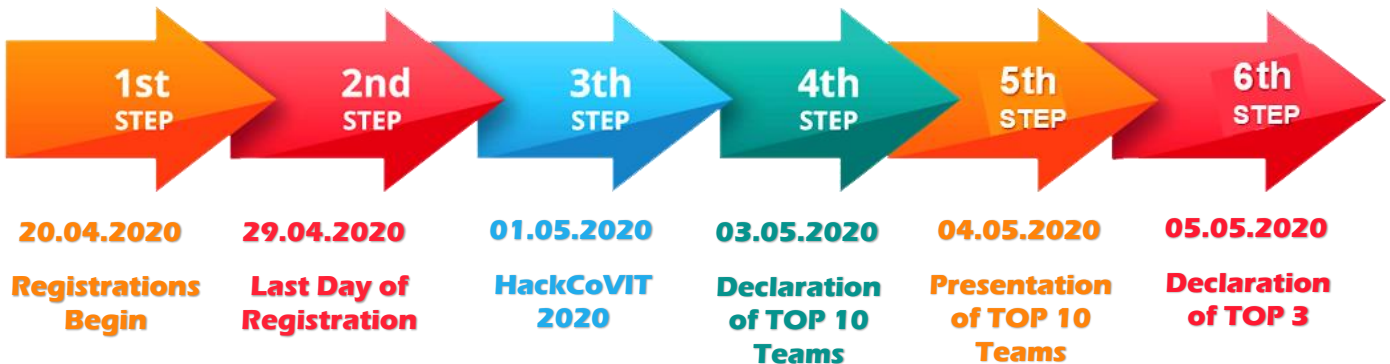 1st
STEP
2nd
STEP
3th
STEP
4th
STEP
5th
STEP
6th
STEP
20.04.2020
Registrations
Begin
29.04.2020
Last Day of
Registration
01.05.2020
HackCoVIT
2020
03.05.2020
Declaration
of TOP 10
Teams
04.05.2020
Presentation
of TOP 10
Teams
05.05.2020
Declaration
of TOP 3